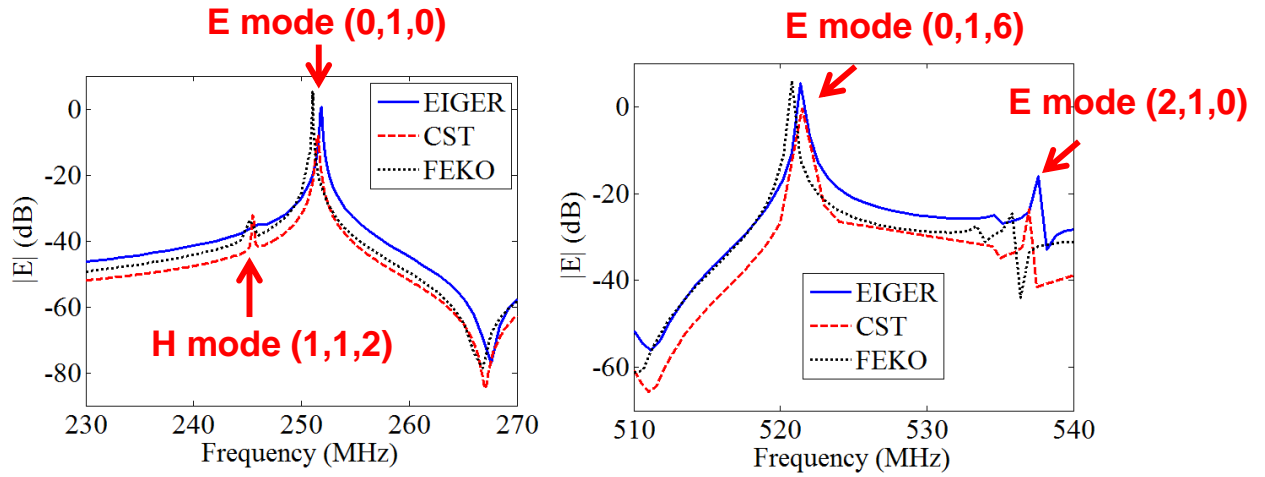 E mode (0,1,0)
0
-20
-40
-60
-80
|E| (dB)
EIGER
CST
FEKO
H mode (1,1,2)
230
240
250
260
270
Frequency (MHz)
E mode (0,1,6)
E mode (2,1,0)
0
-20
-40
-60
|E| (dB)
EIGER
CST
FEKO
510
520
530
540
Frequency (MHz)